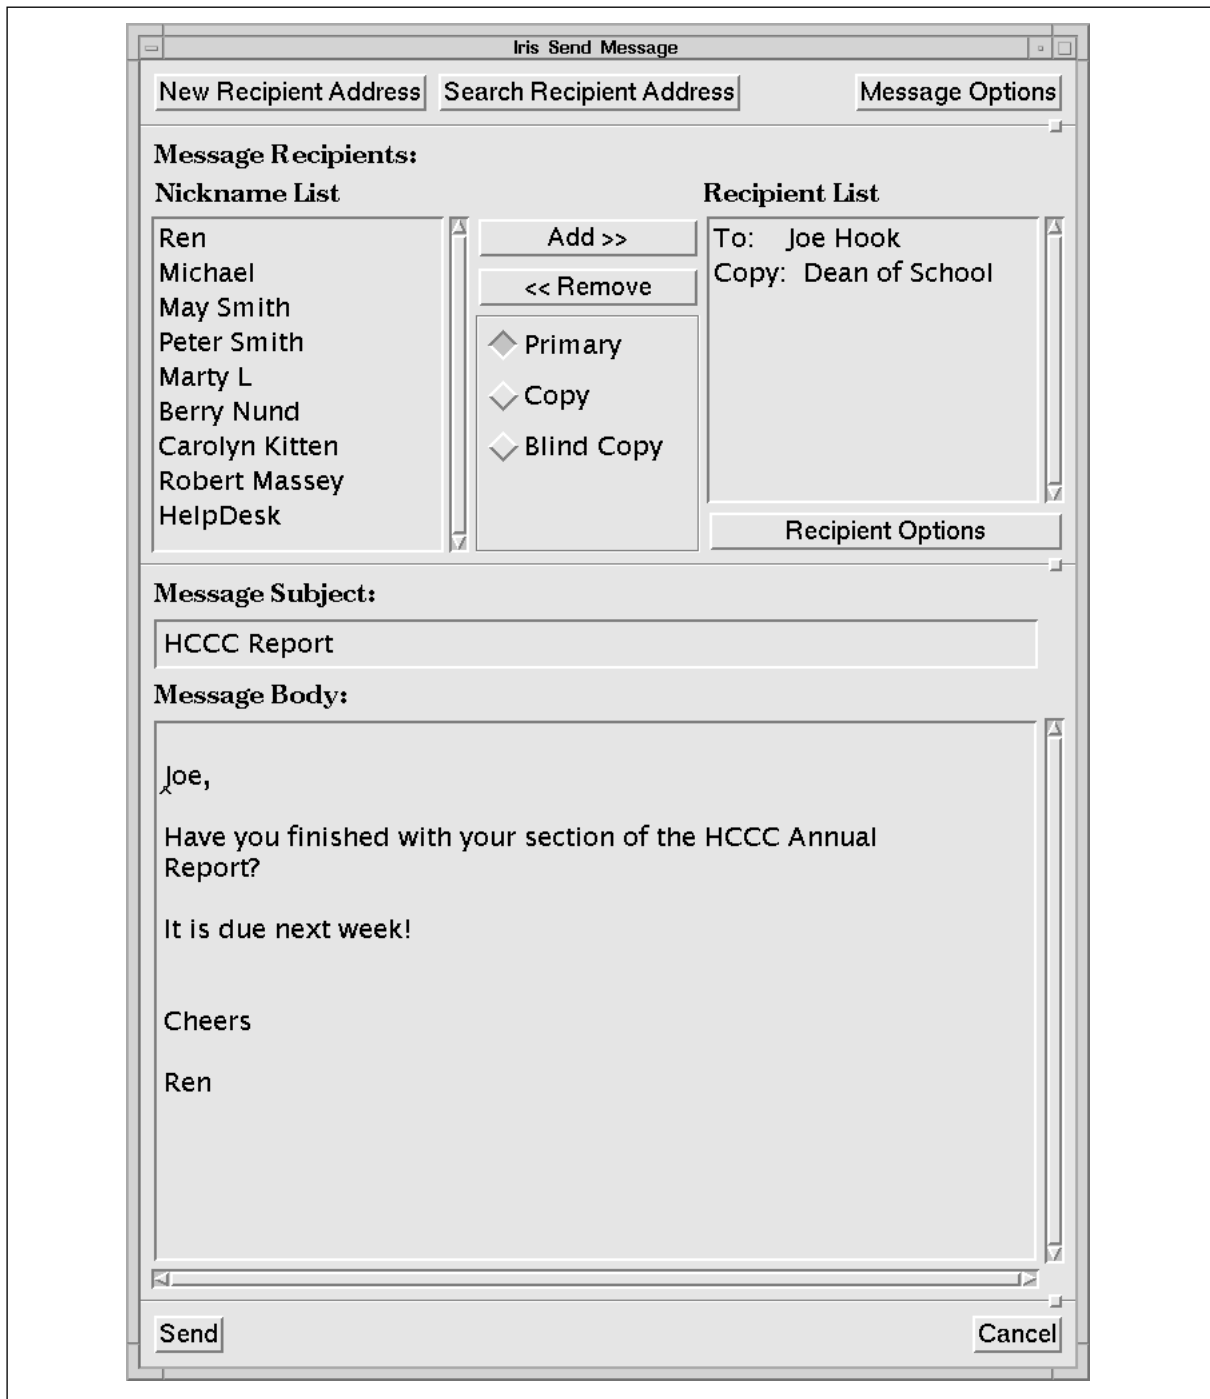 Iris Send Message
New Recipient Address Search Recipient Address Message Options
Message Recipients:
Nickname List
Ren
Michael
May Smith
Peter Smith
Marty L
Berry Nund
Carolyn Kitten
Robert Massey
HelpDesk
Add >>
<< Remove
Primary
Copy
Blind Copy
Recipient List
To: Joe Hook
Copy: Dean of School
Recipient Options
Message Subject:
HCCC Report
Message Body:
Joe,
Have you finished with your section of the HCCC Annual
Report?
It is due next week!
Cheers
Ren
Send Cancel